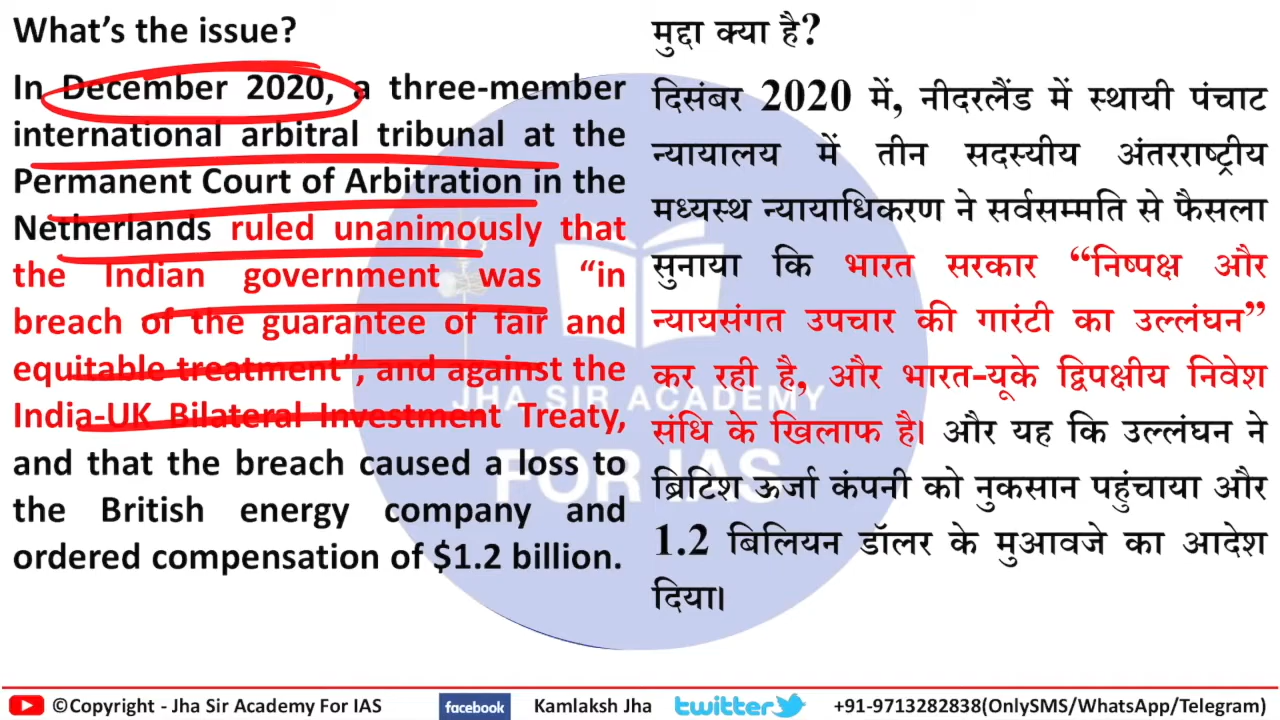 What’s the issue?
In December 2020, a three-member
international arbitral tribunal at the
Permanent Court of Arbitration in the
Netherlands ruled unanimously that
the Indian government was “in
breach of the guarantee of fair and
equitable treatment”, and against the
India-UK Bilateral Investment Treaty,
and that the breach caused a loss to
the British energy company and
ordered compensation of $1.2 billion.
मुद्दा क्या है?
दिसंबर 2020 में, नीदरलैंड में स्थायी पंचाट
न्यायालय में तीन सदस्यीय अंतरराष्ट्रीय
मध्यस्थ न्यायाधिकरण ने सर्वसम्मति से फैसला
सुनाया कि भारत सरकार “निष्पक्ष और
न्यायसंगत उपचार की गारंटी का उल्लंघन”
कर रही है, और भारत-यूके द्विपक्षीय निवेश
संधि के खिलाफ है। और यह कि उल्लंघन ने
ब्रिटिश ऊर्जा कंपनी को नुकसान पहुंचाया और
1.2 बिलियन डॉलर के मुआवजे का आदेश
दिया।
JHA SIR ACADEMY
FOR IAS
©Copyright - Jha Sir Academy For IAS facebook Kamlaksh Jha twitter +91-9713282838(OnlySMS/WhatsApp/Telegram)